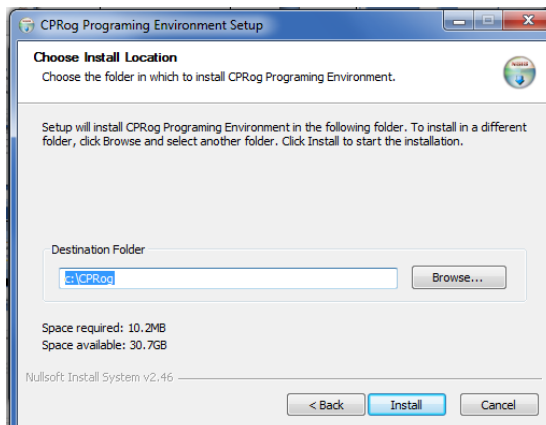 CPRog Programing Environment Setup
Choose Install Location
Choose the folder in which to install CPRog Programing Environment.
Setup will install CPRog Programing Environment in the following folder. To install in a different
folder, click Browse and select another folder. Click Install to start the installation.
Destination Folder
c:\CPRog
Browse...
Space required: 10.2MB
Space available: 30.7GB
Nullsoft Install System v2.46
< Back
Install
Cancel